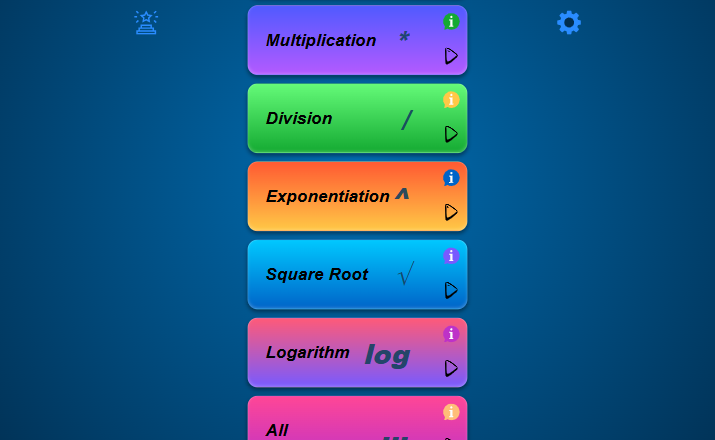 Multiplication *
Division /
Exponentiation ^
Square Root √
Logarithm log
All